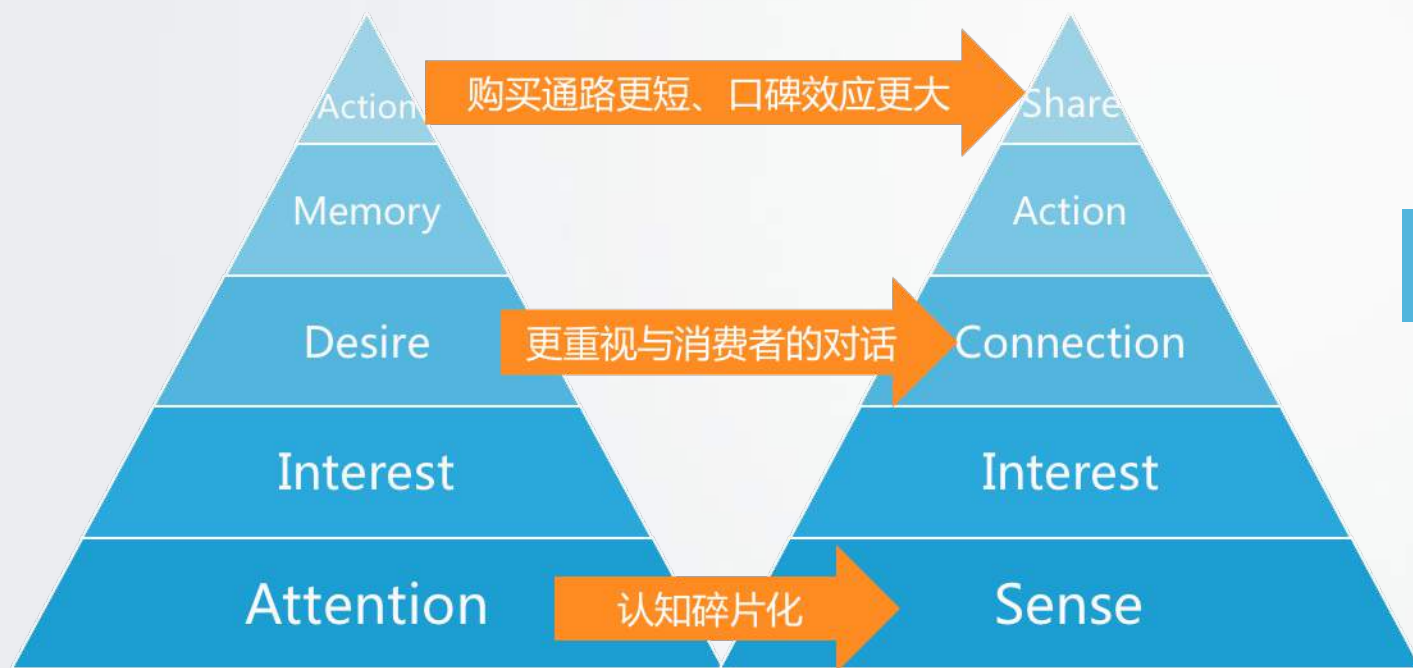 Action
购买通路更短、口碑效应更大
Share
Memory
Action
Desire
更重视与消费者的对话
Connection
Interest
Interest
Attention
认知碎片化
Sense